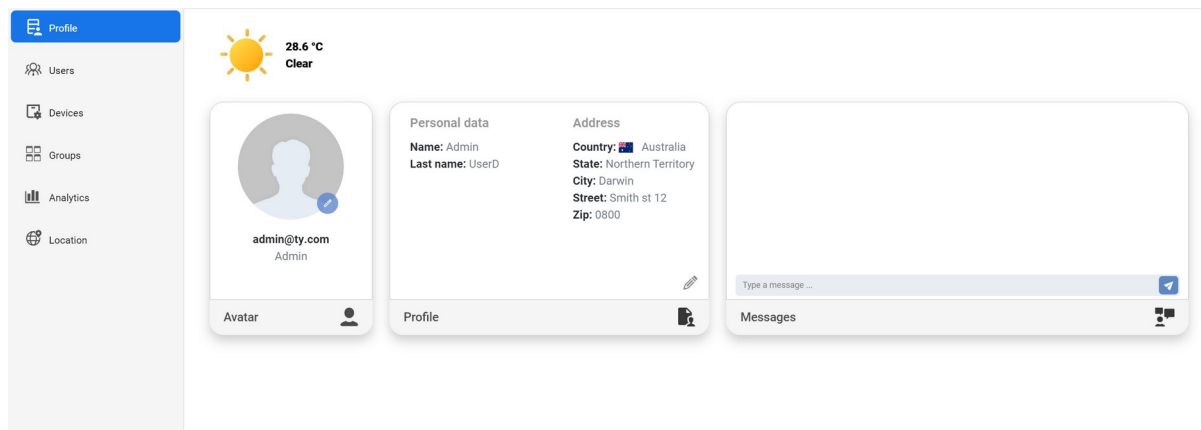 Profile
Users
Devices
Groups
Analytics
Location
28.6 °C
Clear
admin@ty.com
Admin
Avatar
Personal data
Name: Admin
Last name: UserD
Address
Country: Australia
State: Northern Territory
City: Darwin
Street: Smith st 12
Zip: 0800
Profile
Type a message ...
Messages